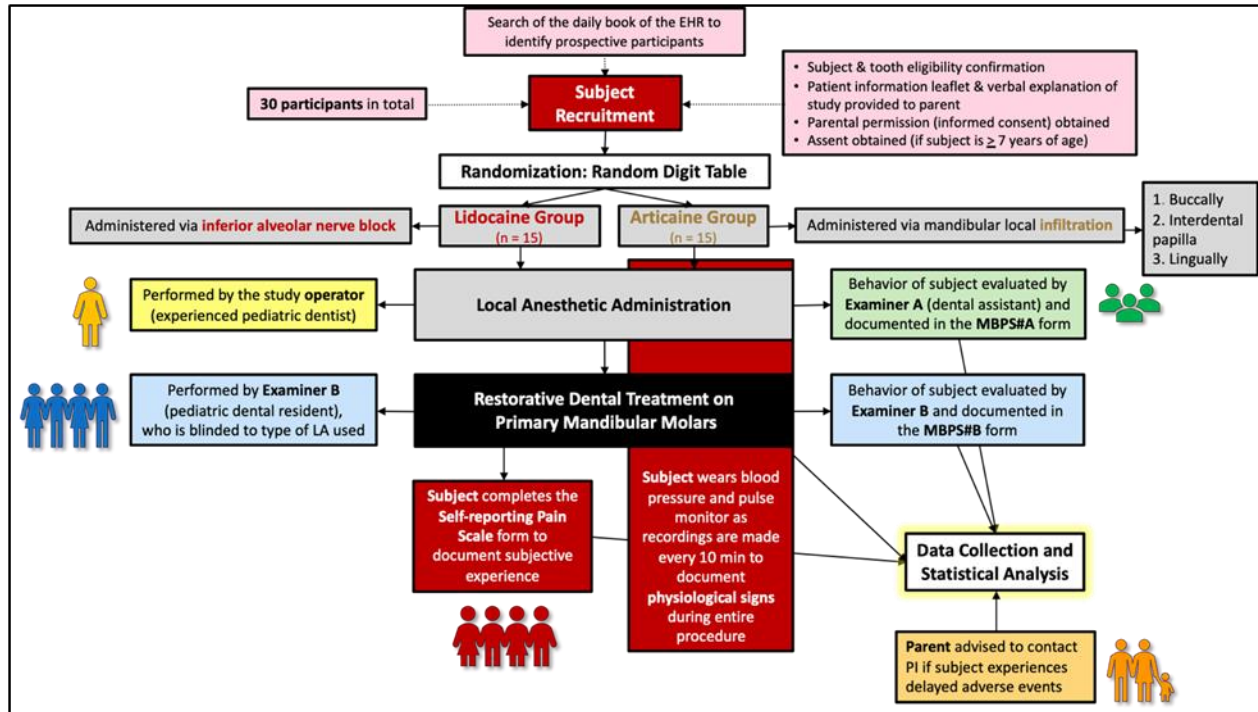 Search of the daily book of the EHR to
identify prospective participants
30 participants in total
Subject
Recruitment
• Subject & tooth eligibility confirmation
• Patient information leaflet & verbal explanation of
study provided to parent
• Parental permission (informed consent) obtained
• Assent obtained (if subject is ≥ 7 years of age)
Randomization: Random Digit Table
Administered via inferior alveolar nerve block
Lidocaine Group
(n = 15)
Articaine Group
(n = 15)
Administered via mandibular local infiltration
1. Buccally
2. Interdental
papilla
3. Lingually
Performed by the study operator
(experienced pediatric dentist)
Local Anesthetic Administration
Behavior of subject evaluated by
Examiner A (dental assistant) and
documented in the MBPS#A form
Performed by Examiner B
(pediatric dental resident),
who is blinded to type of LA used
Restorative Dental Treatment on
Primary Mandibular Molars
Behavior of subject evaluated by
Examiner B and documented in
the MBPS#B form
Subject completes the
Self-reporting Pain
Scale form to
document subjective
experience
Subject wears blood
pressure and pulse
monitor as
recordings are made
every 10 min to
document
physiological signs
during entire
procedure
Data Collection and
Statistical Analysis
Parent advised to contact
PI if subject experiences
delayed adverse events